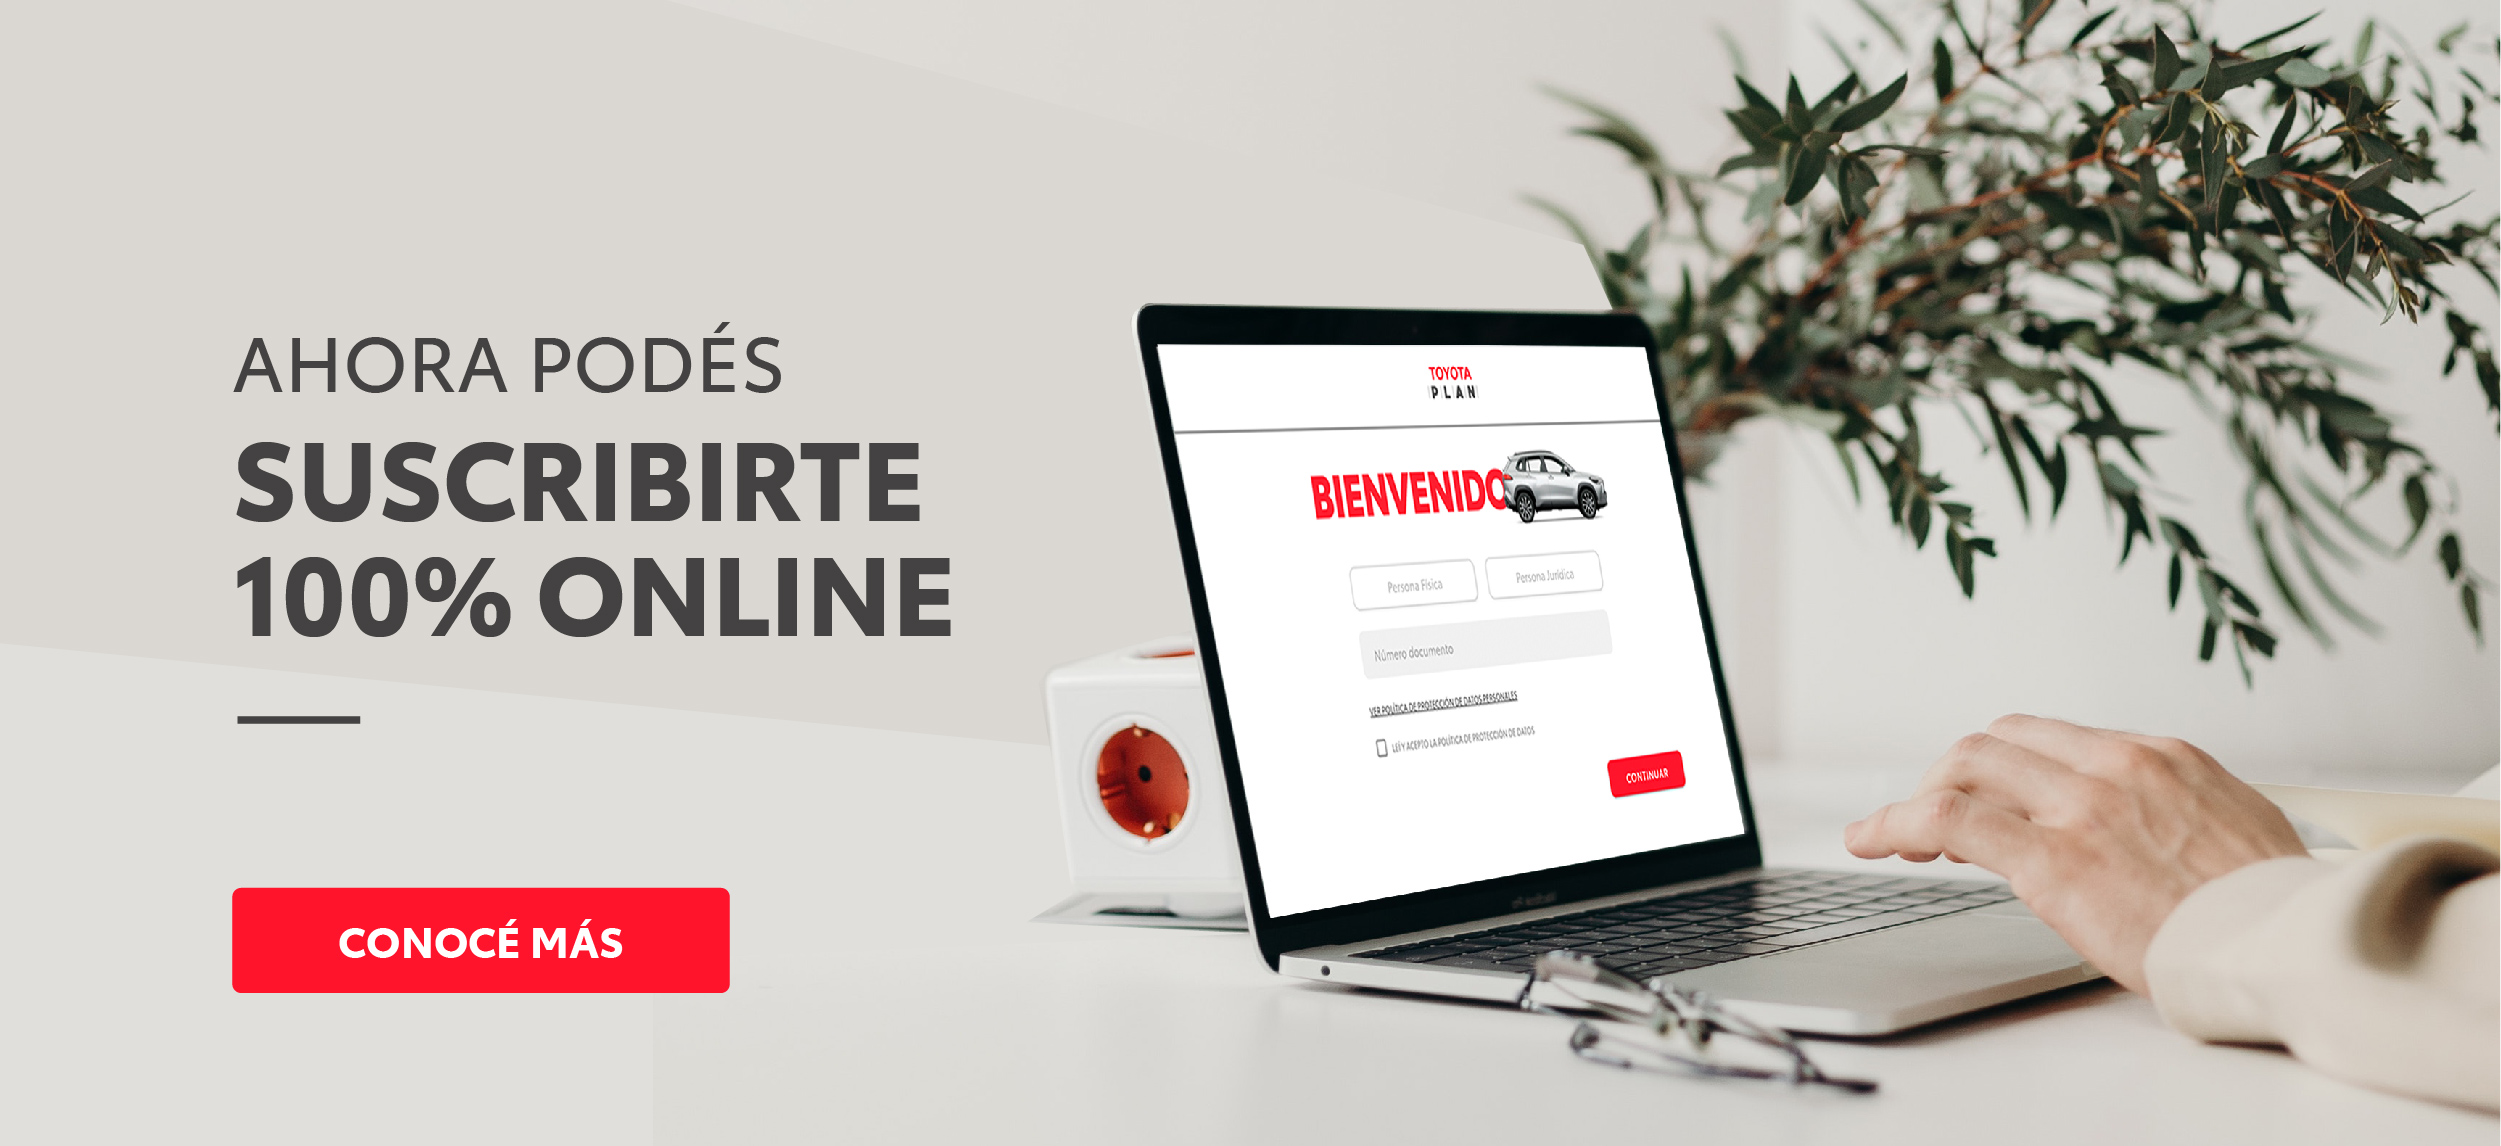 AHORA PODÉS
SUSCRIBIRTE
100% ONLINE
CONOCÉ MÁS
TOYOTA
PLAN
BIENVENIDO
Persona Física
Persona Jurídica
Número documento
VER POLÍTICA DE PROTECCIÓN DE DATOS PERSONALES
LEÍ Y ACEPTO LA POLÍTICA DE PROTECCIÓN DE DATOS
CONTINUAR